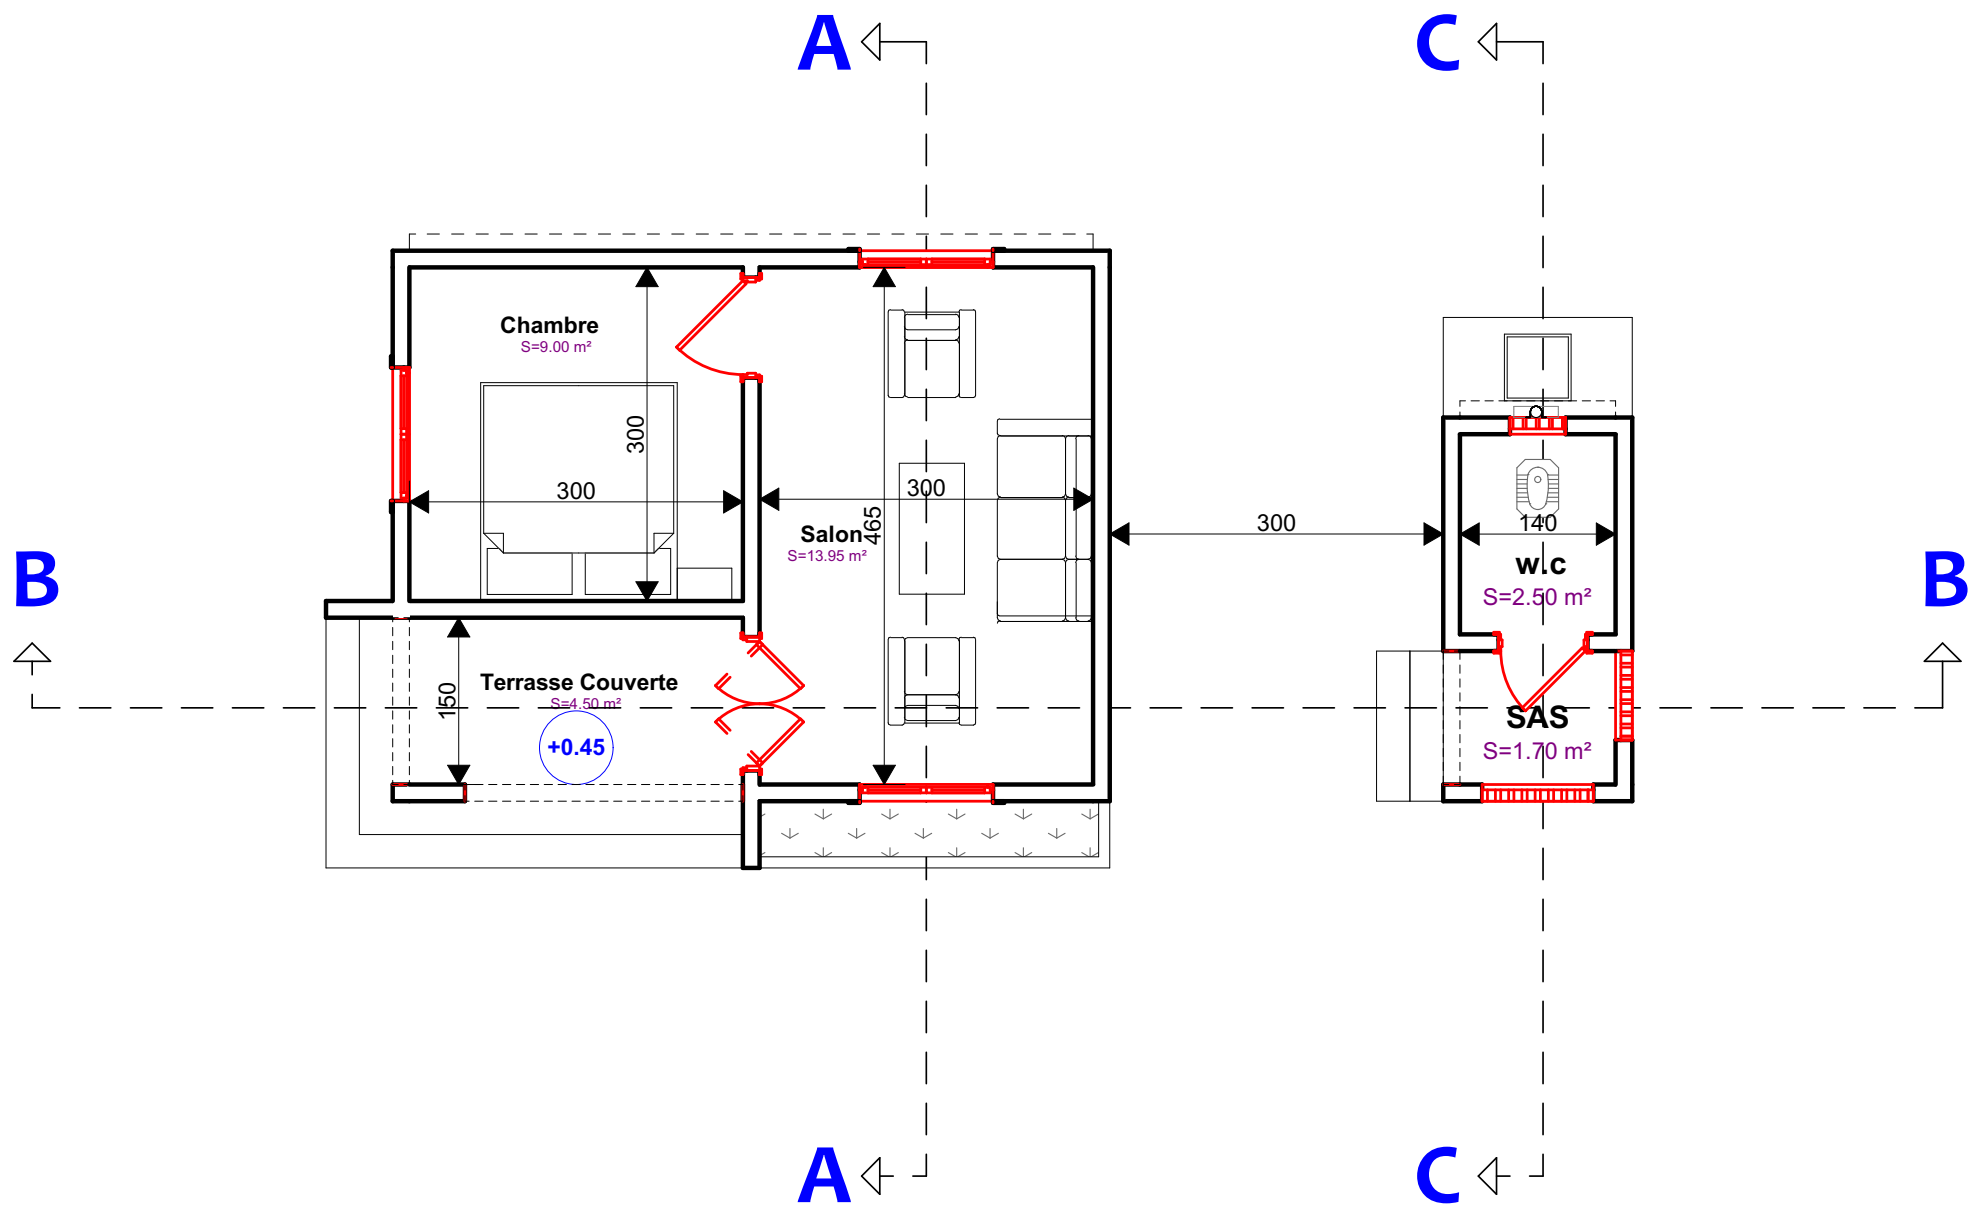 A
C
Chambre
S=9.00 m²
300
300
300
465
Salon
S=13.95 m²
300
140
w.c
S=2.50 m²
B
B
Terrasse Couverte
S=4.50 m²
150
+0.45
SAS
S=1.70 m²
A
C